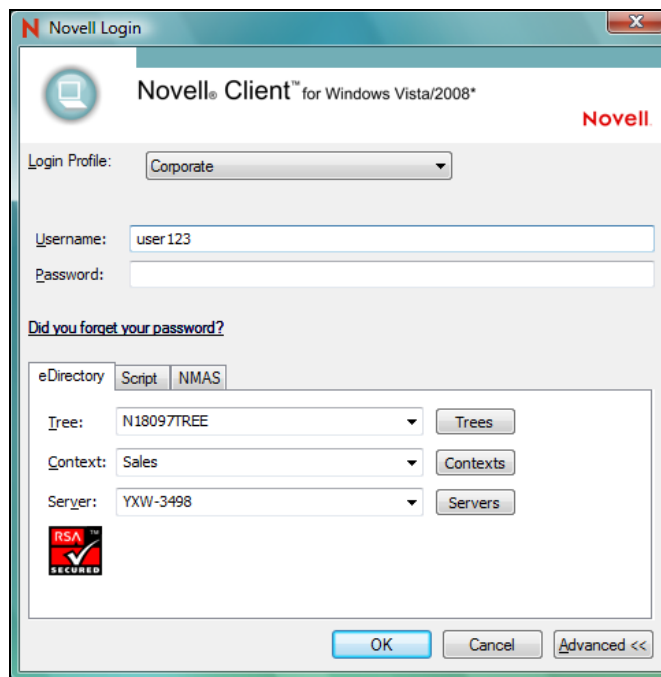 N Novell Login
Novell® Client™ for Windows Vista/2008*
Novell.
Login Profile: Corporate
Username: user123
Password:
Did you forget your password?
eDirectory Script NMAS
Tree: N18097TREE Trees
Context: Sales Contexts
Server: YXW-3498 Servers
RSA™
SECURED
OK Cancel Advanced <<